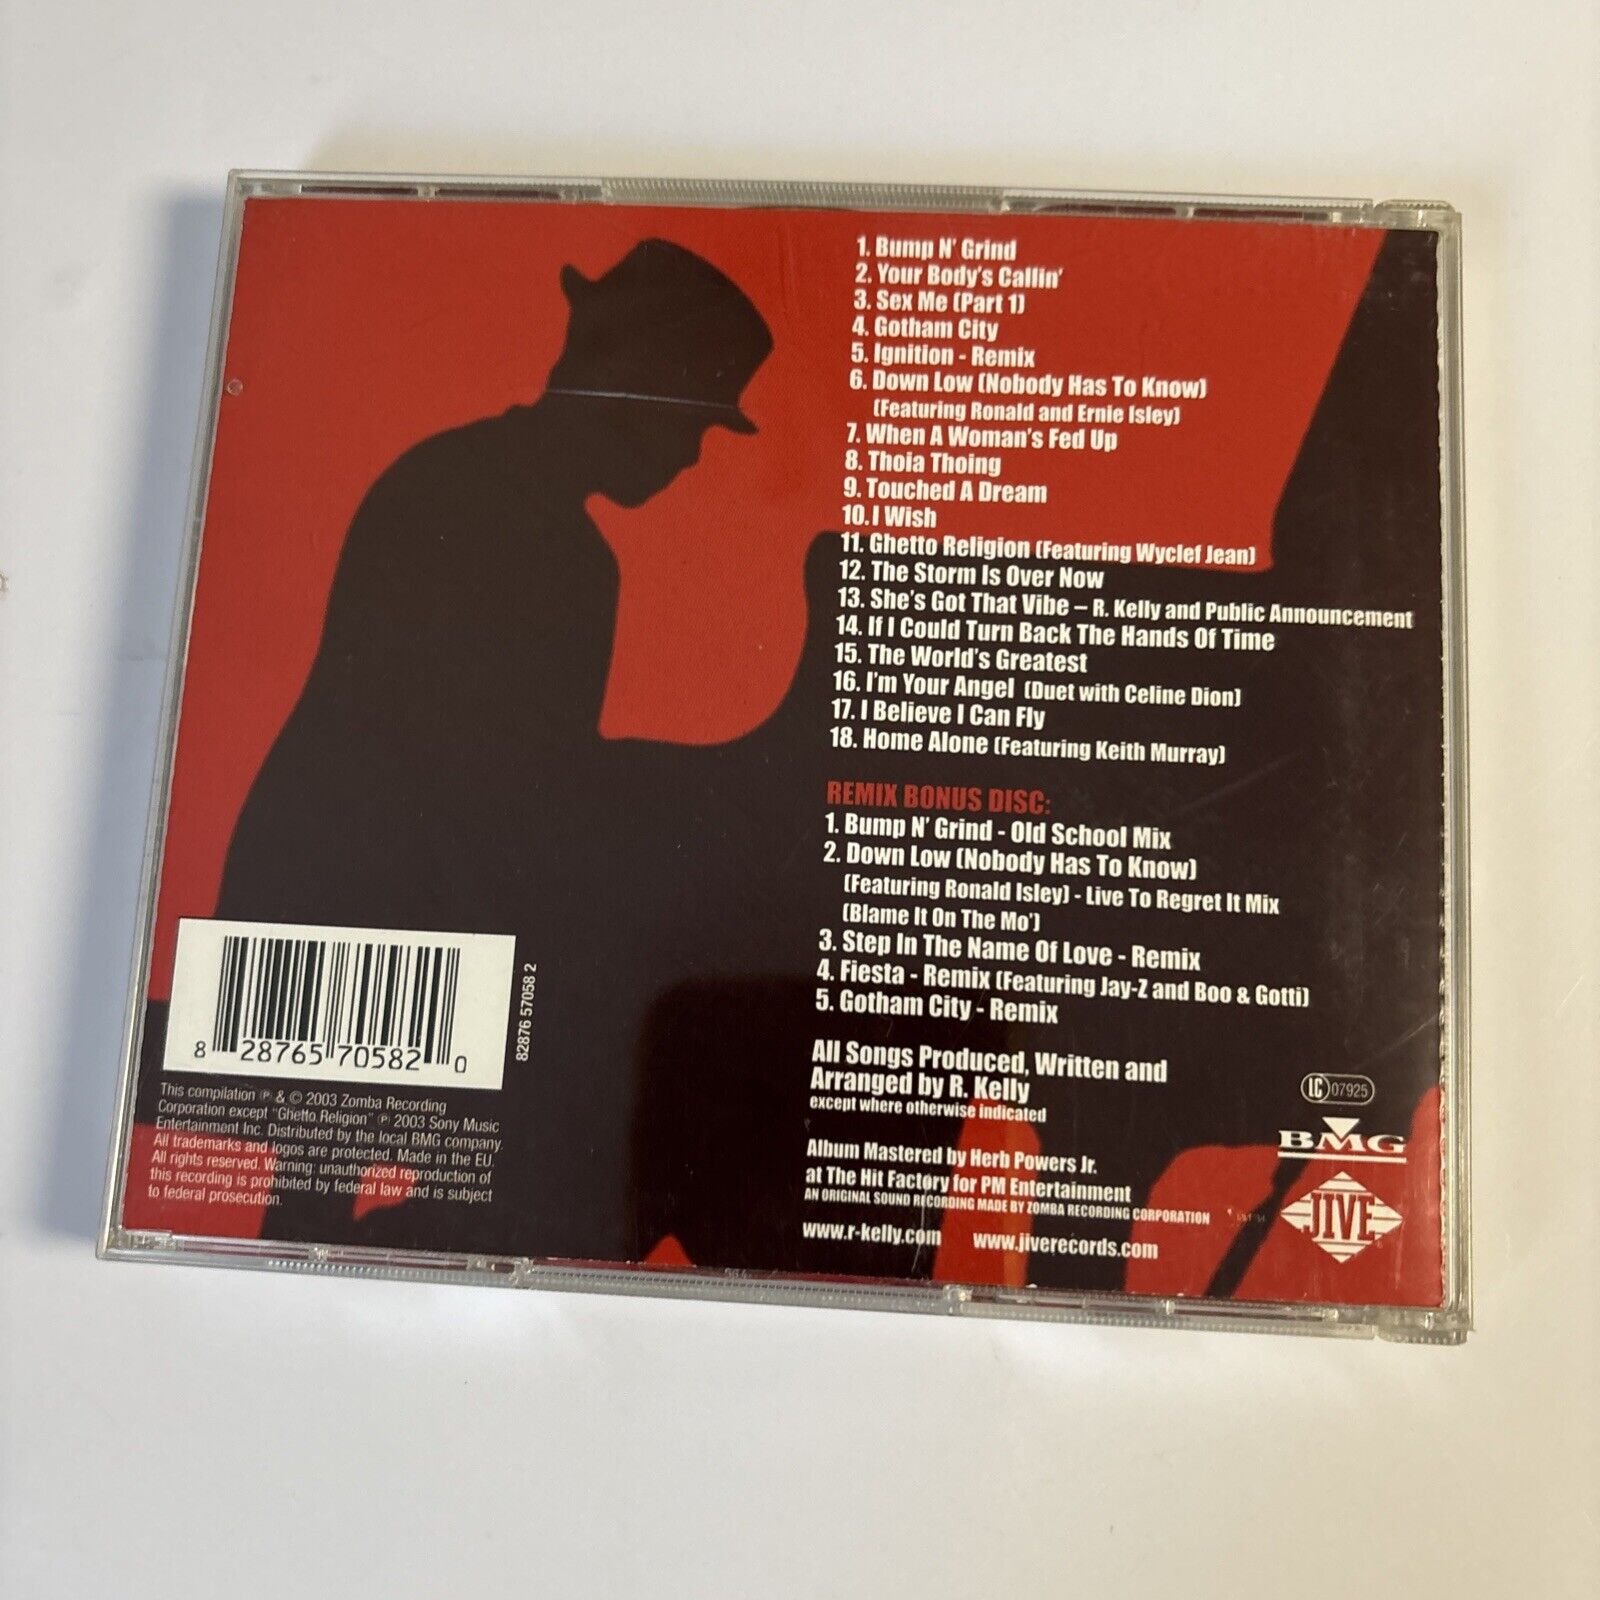 1. Bump N' Grind
2. Your Body's Callin'
3. Sex Me (Part 1)
4. Gotham City
5. Ignition - Remix
6. Down Low (Nobody Has To Know)
(Featuring Ronald and Ernie Isley)
7. When A Woman's Fed Up
8. Thoia Thoing
9. Touched A Dream
10. I Wish
11. Ghetto Religion (Featuring Wyclef Jean)
12. The Storm Is Over Now
13. She's Got That Vibe – R. Kelly and Public Announcement
14. If I Could Turn Back The Hands Of Time
15. The World's Greatest
16. I'm Your Angel (Duet with Celine Dion)
17. I Believe I Can Fly
18. Home Alone (Featuring Keith Murray)
REMIX BONUS DISC:
1. Bump N' Grind - Old School Mix
2. Down Low (Nobody Has To Know)
(Featuring Ronald Isley) - Live To Regret It Mix
(Blame It On The Mo')
3. Step In The Name Of Love - Remix
4. Fiesta - Remix (Featuring Jay-Z and Boo & Gotti)
5. Gotham City - Remix
All Songs Produced, Written and
Arranged by R. Kelly
except where otherwise indicated
Album Mastered by Herb Powers Jr.
at The Hit Factory for PM Entertainment
AN ORIGINAL SOUND RECORDING MADE BY ZOMBA RECORDING CORPORATION
www.r-kelly.com www.jiverecords.com
LC 07925
BMG
JIVE
8 28765 70582 0
82876 57058 2
This compilation ℗ & © 2003 Zomba Recording
Corporation except "Ghetto Religion" ℗ 2003 Sony Music
Entertainment Inc. Distributed by the local BMG company.
All trademarks and logos are protected. Made in the EU.
All rights reserved. Warning: unauthorized reproduction of
this recording is prohibited by federal law and is subject
to federal prosecution.